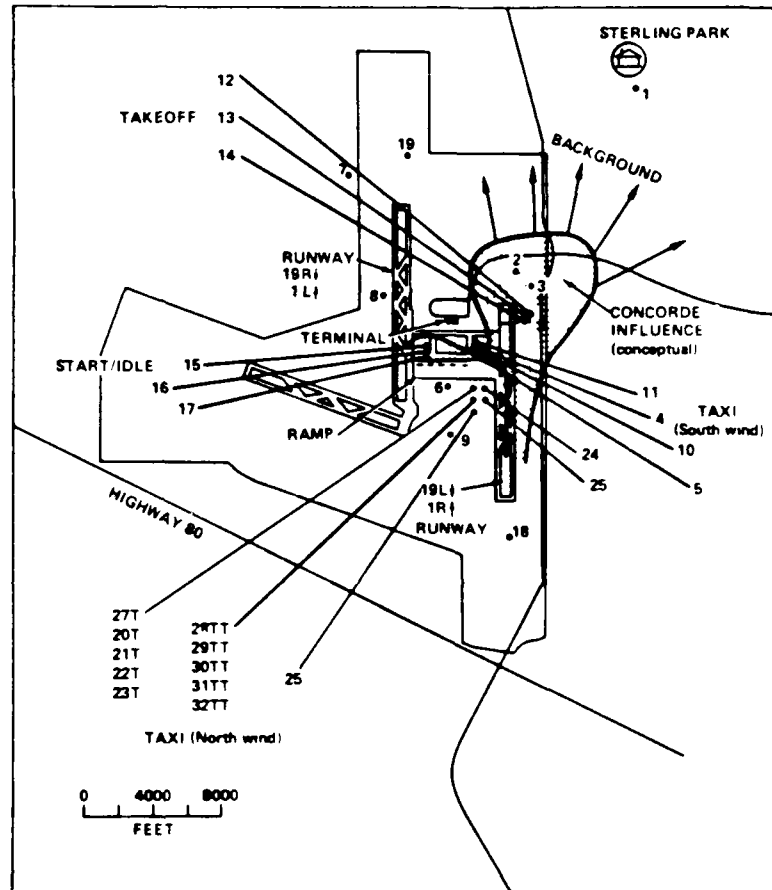 STERLING PARK
1
12
TAKEOFF 13
14
19
7
BACKGROUND
RUNWAY
19R
1L
8
2
3
TERMINAL
CONCORDE
INFLUENCE
(conceptual)
START/IDLE
15
16
17
6
RAMP
11
4
TAXI
(South wind)
10
24
25
5
9
19L
1R
RUNWAY
18
HIGHWAY 80
27T
20T
21T
22T
23T
TT
29TT
30TT
31TT
32TT
25
TAXI (North wind)
0 4000 8000
FEET